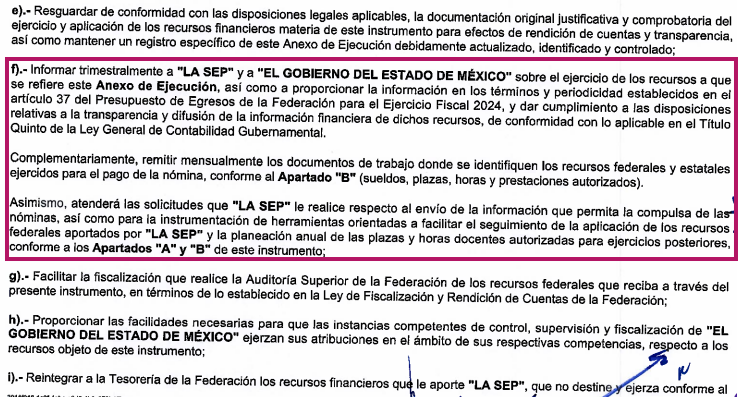 e).- Resguardar de conformidad con las disposiciones legales aplicables, la documentación original justificativa y comprobatoria del
ejercicio y aplicación de los recursos financieros materia de este instrumento para efectos de rendición de cuentas y transparencia,
así como mantener un registro específico de este Anexo de Ejecución debidamente actualizado, identificado y controlado;
f).- Informar trimestralmente a "LA SEP" y a "EL GOBIERNO DEL ESTADO DE MÉXICO" sobre el ejercicio de los recursos a que
se refiere este Anexo de Ejecución, así como a proporcionar la información en los términos y periodicidad establecidos en el
artículo 37 del Presupuesto de Egresos de la Federación para el Ejercicio Fiscal 2024, y dar cumplimiento a las disposiciones
relativas a la transparencia y difusión de la información financiera de dichos recursos, de conformidad con lo aplicable en el Título
Quinto de la Ley General de Contabilidad Gubernamental.
Complementariamente, remitir mensualmente los documentos de trabajo donde se identifiquen los recursos federales y estatales
ejercidos para el pago de la nómina, conforme al Apartado "B" (sueldos, plazas, horas y prestaciones autorizados).
Asimismo, atenderá las solicitudes que "LA SEP" le realice respecto al envío de la información que permita la compulsa de las
nóminas, así como para la instrumentación de herramientas orientadas a facilitar el seguimiento de la aplicación de los recursos
federales aportados por "LA SEP" y la planeación anual de las plazas y horas docentes autorizadas para ejercicios posteriores,
conforme a los Apartados "A" y "B" de este instrumento;
g).- Facilitar la fiscalización que realice la Auditoría Superior de la Federación de los recursos federales que reciba a través del
presente instrumento, en términos de lo establecido en la Ley de Fiscalización y Rendición de Cuentas de la Federación;
h).- Proporcionar las facilidades necesarias para que las instancias competentes de control, supervisión y fiscalización de "EL
GOBIERNO DEL ESTADO DE MÉXICO" ejerzan sus atribuciones en el ámbito de sus respectivas competencias, respecto a los
recursos objeto de este instrumento;
i).- Reintegrar a la Tesorería de la Federación los recursos financieros que le aporte "LA SEP", que no destine y ejerza conforme al